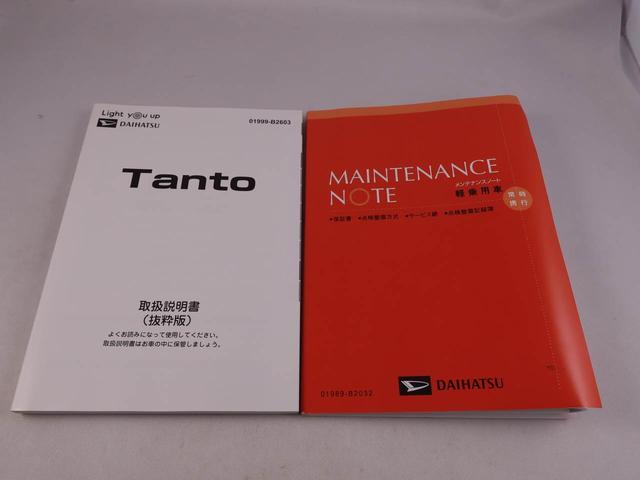 Light you up
DAIHATSU
01999-B2603
Tanto
取扱説明書
（抜粋版）
よくお読みになって使用してください。
取扱説明書はお車の中に保管しましょう。
MAINTENANCE
NOTE
メンテナンスノート
軽乗用車
常時
携行
●保証書 ●点検整備方式 ●サービス網 ●点検整備記録簿
01989-B2032
DAIHATSU